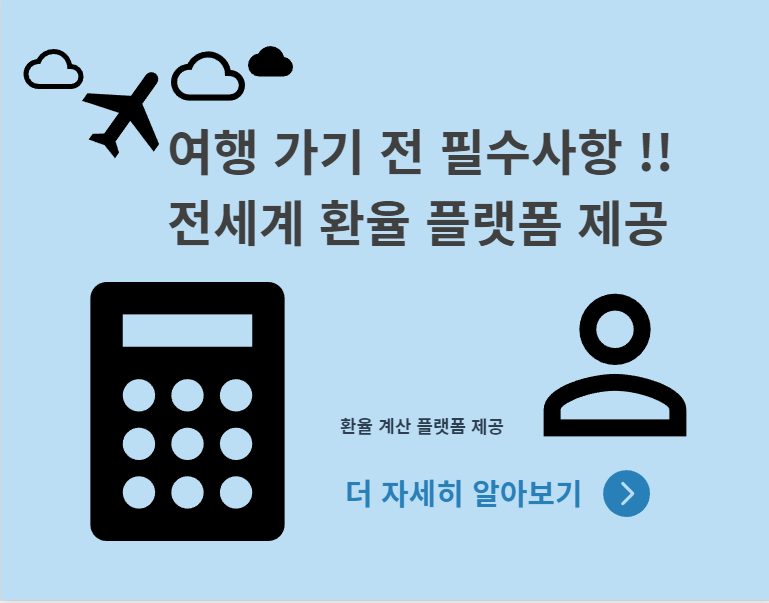 여행 가기 전 필수사항 !!
전세계 환율 플랫폼 제공
환율 계산 플랫폼 제공
더 자세히 알아보기